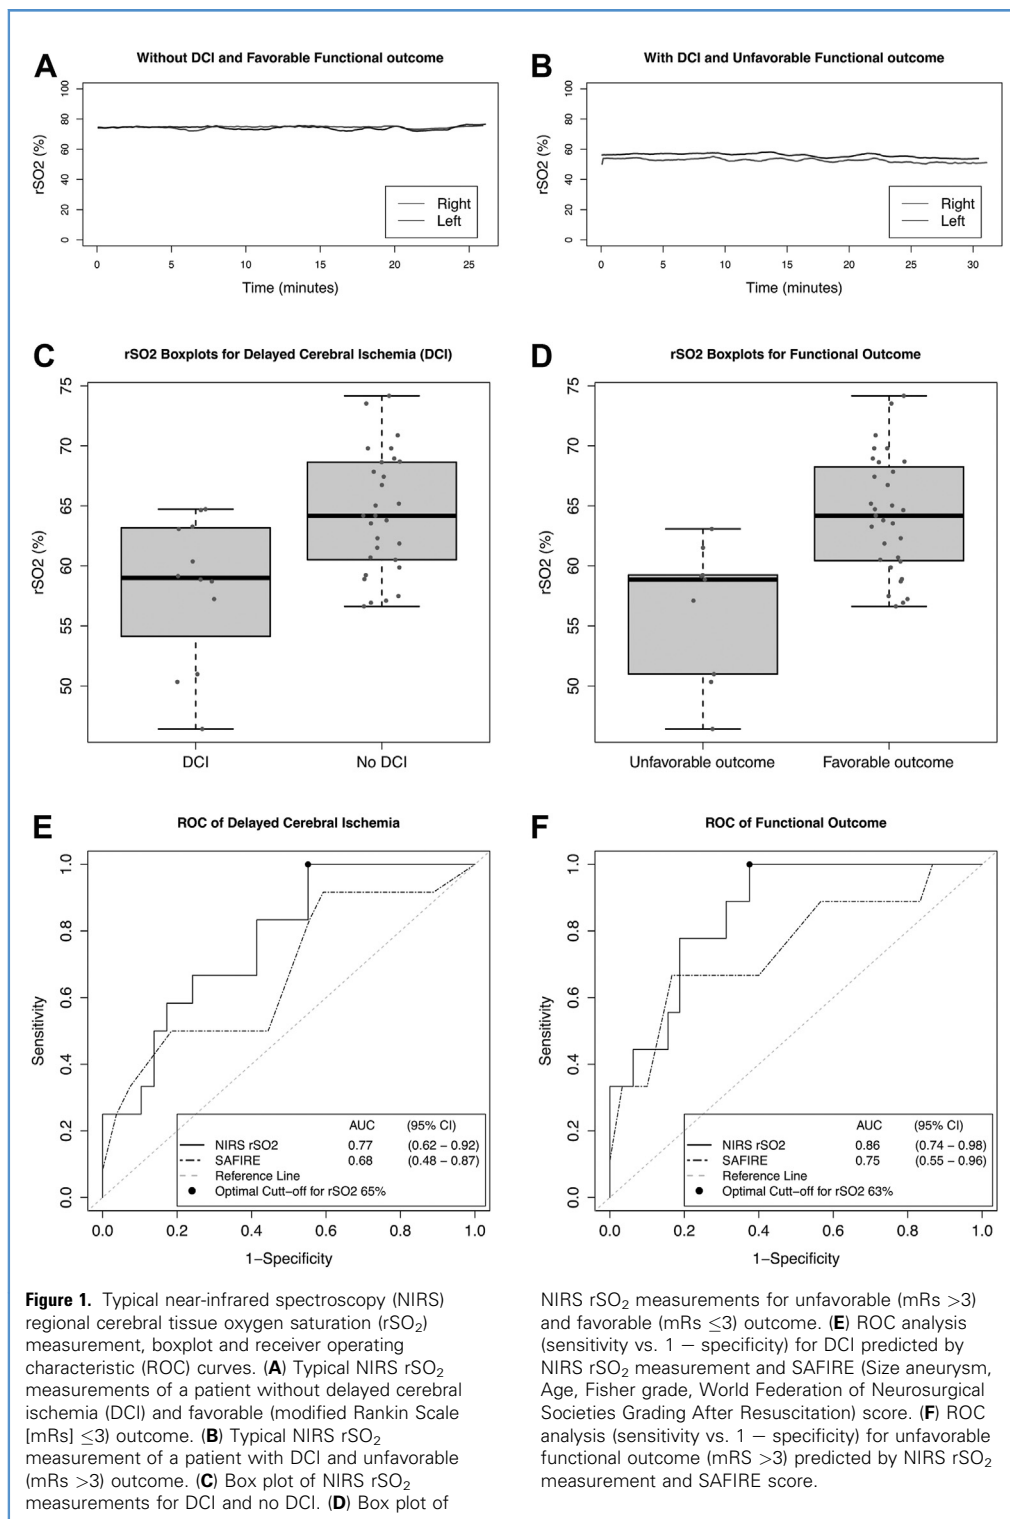 A
Without DCI and Favorable Functional outcome
rSO2 (%)
100
80
60
40
20
0
Right
Left
0 5 10 15 20 25
Time (minutes)
B
With DCI and Unfavorable Functional outcome
rSO2 (%)
100
80
60
40
20
0
Right
Left
0 5 10 15 20 25 30
Time (minutes)
C
rSO2 Boxplots for Delayed Cerebral Ischemia (DCI)
rSO2 (%)
75
70
65
60
55
50
DCI No DCI
D
rSO2 Boxplots for Functional Outcome
rSO2 (%)
75
70
65
60
55
50
Unfavorable outcome Favorable outcome
E
ROC of Delayed Cerebral Ischemia
Sensitivity
1.0
0.8
0.6
0.4
0.2
0.0
AUC (95% CI)
NIRS rSO2 0.77 (0.62 – 0.92)
SAFIRE 0.68 (0.48 – 0.87)
Reference Line
Optimal Cutt–off for rSO2 65%
0.0 0.2 0.4 0.6 0.8 1.0
1–Specificity
F
ROC of Functional Outcome
Sensitivity
1.0
0.8
0.6
0.4
0.2
0.0
AUC (95% CI)
NIRS rSO2 0.86 (0.74 – 0.98)
SAFIRE 0.75 (0.55 – 0.96)
Reference Line
Optimal Cutt–off for rSO2 63%
0.0 0.2 0.4 0.6 0.8 1.0
1–Specificity
Figure 1. Typical near-infrared spectroscopy (NIRS)
regional cerebral tissue oxygen saturation (rSO₂)
measurement, boxplot and receiver operating
characteristic (ROC) curves. (A) Typical NIRS rSO₂
measurements of a patient without delayed cerebral
ischemia (DCI) and favorable (modified Rankin Scale
[mRs] ≤3) outcome. (B) Typical NIRS rSO₂
measurement of a patient with DCI and unfavorable
(mRs >3) outcome. (C) Box plot of NIRS rSO₂
measurements for DCI and no DCI. (D) Box plot of
NIRS rSO₂ measurements for unfavorable (mRs >3)
and favorable (mRs ≤3) outcome. (E) ROC analysis
(sensitivity vs. 1 − specificity) for DCI predicted by
NIRS rSO₂ measurement and SAFIRE (Size aneurysm,
Age, Fisher grade, World Federation of Neurosurgical
Societies Grading After Resuscitation) score. (F) ROC
analysis (sensitivity vs. 1 − specificity) for unfavorable
functional outcome (mRS >3) predicted by NIRS rSO₂
measurement and SAFIRE score.